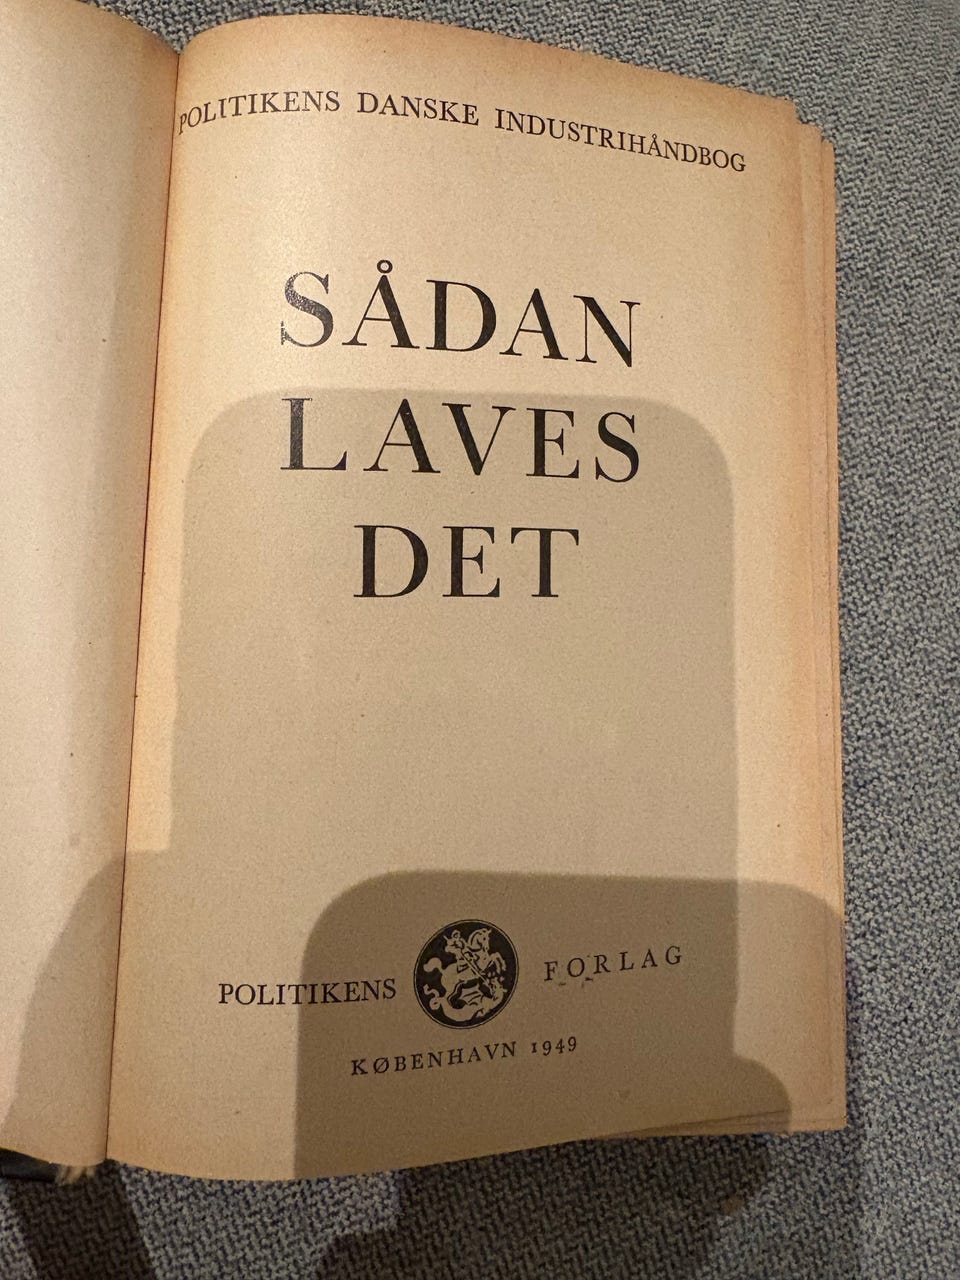 POLITIKENS DANSKE INDUSTRIHÅNDBOG
SÅDAN
LAVES
DET
POLITIKENS FORLAG
KØBENHAVN 1949